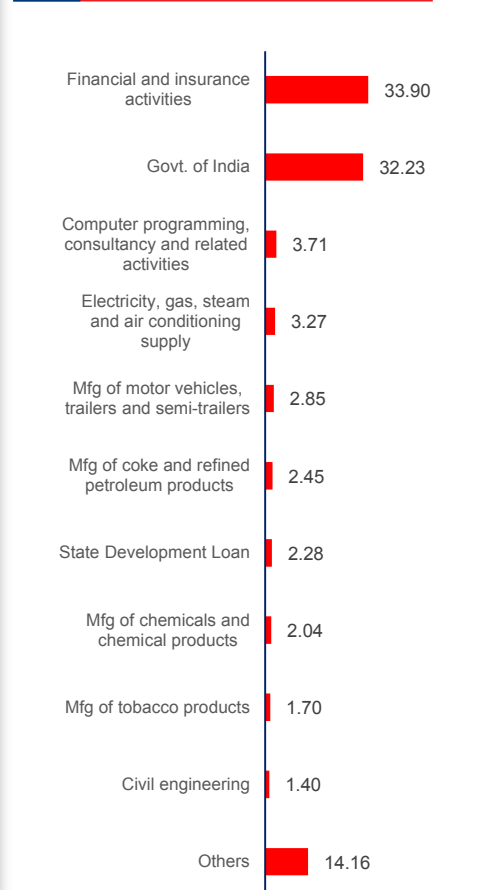 Financial and insurance
activities
33.90
Govt. of India
32.23
Computer programming,
consultancy and related
activities
3.71
Electricity, gas, steam
and air conditioning
supply
3.27
Mfg of motor vehicles,
trailers and semi-trailers
2.85
Mfg of coke and refined
petroleum products
2.45
State Development Loan
2.28
Mfg of chemicals and
chemical products
2.04
Mfg of tobacco products
1.70
Civil engineering
1.40
Others
14.16